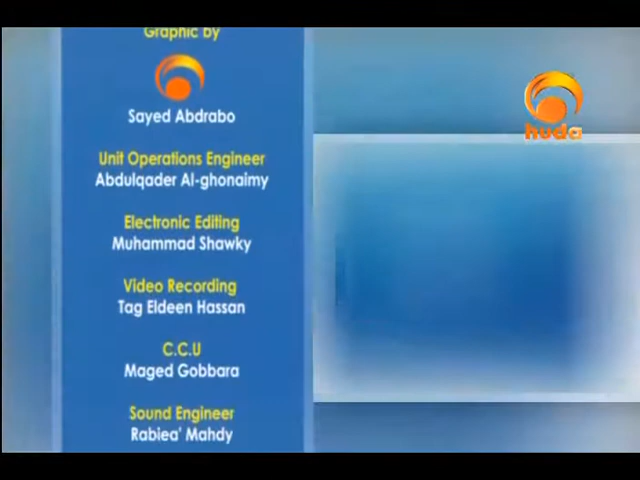 Graphic by
huda
Sayed Abdrabo
Unit Operations Engineer
Abdulqader Al-ghonaimy
Electronic Editing
Muhammad Shawky
Video Recording
Tag Eldeen Hassan
C.C.U
Maged Gobbara
Sound Engineer
Rabiea' Mahdy